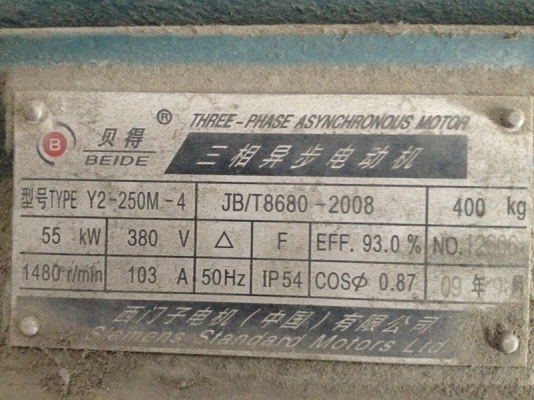 THREE-PHASE ASYNCHRONOUS MOTOR
B 贝得 ® 三相异步电动机
BEIDE
型号TYPE Y2-250M-4 JB/T8680-2008 400 kg
55 kW 380 V △ F EFF. 93.0 % NO.
1480 r/min 103 A 50Hz IP54 COSφ 0.87 09 年 月
西门子电机(中国)有限公司
Siemens Standard Motors Ltd.